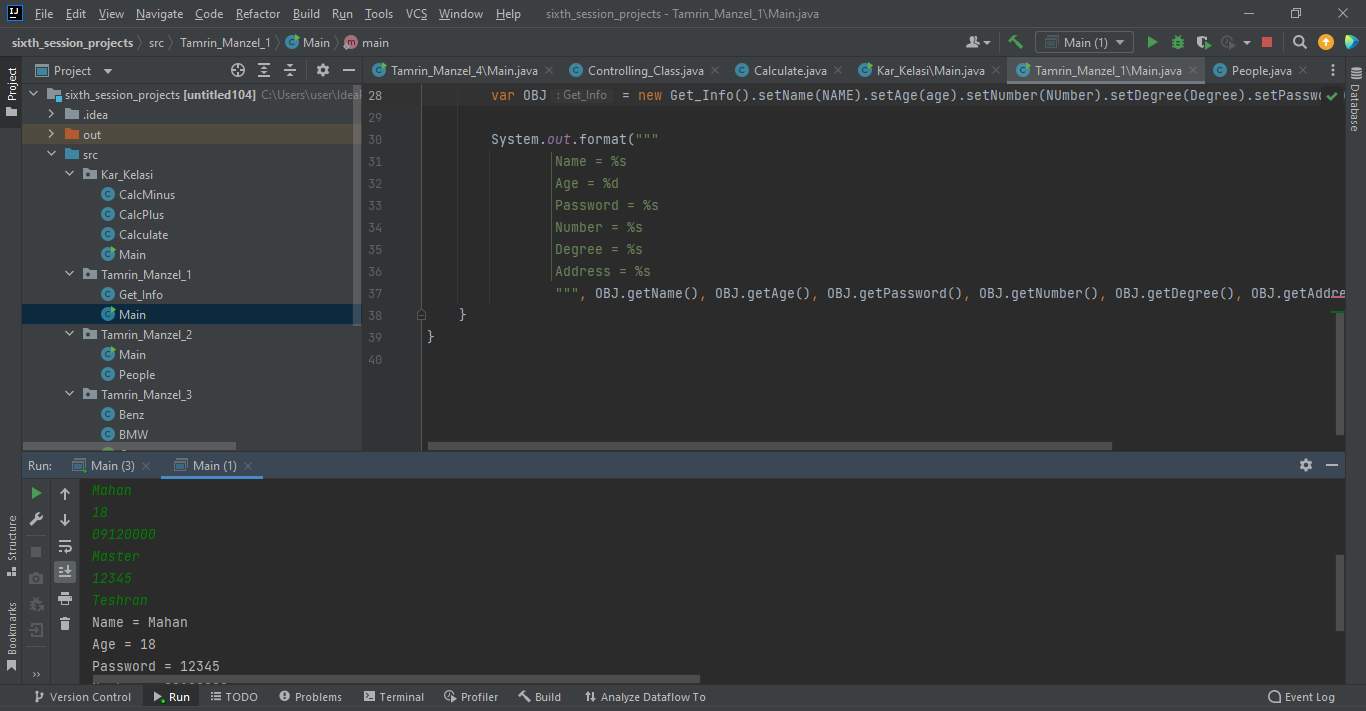 File Edit View Navigate Code Refactor Build Run Tools VCS Window Help sixth_session_projects - Tamrin_Manzel_1\Main.java
sixth_session_projects src Tamrin_Manzel_1 Main main Main (1)
Project Tamrin_Manzel_4\Main.java Controlling_Class.java Calculate.java Kar_Kelasi\Main.java Tamrin_Manzel_1\Main.java People.java
Project
Database
sixth_session_projects [untitled104] C:\Users\user\Idea
.idea
out
src
Kar_Kelasi
CalcMinus
CalcPlus
Calculate
Main
Tamrin_Manzel_1
Get_Info
Main
Tamrin_Manzel_2
Main
People
Tamrin_Manzel_3
Benz
BMW
28 var OBJ : Get_Info = new Get_Info().setName(NAME).setAge(age).setNumber(NUmber).setDegree(Degree).setPassw
29
30 System.out.format("""
31 Name = %s
32 Age = %d
33 Password = %s
34 Number = %s
35 Degree = %s
36 Address = %s
37 """, OBJ.getName(), OBJ.getAge(), OBJ.getPassword(), OBJ.getNumber(), OBJ.getDegree(), OBJ.getAddre
38 }
39 }
40
Run: Main (3) Main (1)
Mahan
18
09120000
Master
12345
Teshran
Name = Mahan
Age = 18
Password = 12345
Structure
Bookmarks
Version Control Run TODO Problems Terminal Profiler Build Analyze Dataflow To Event Log